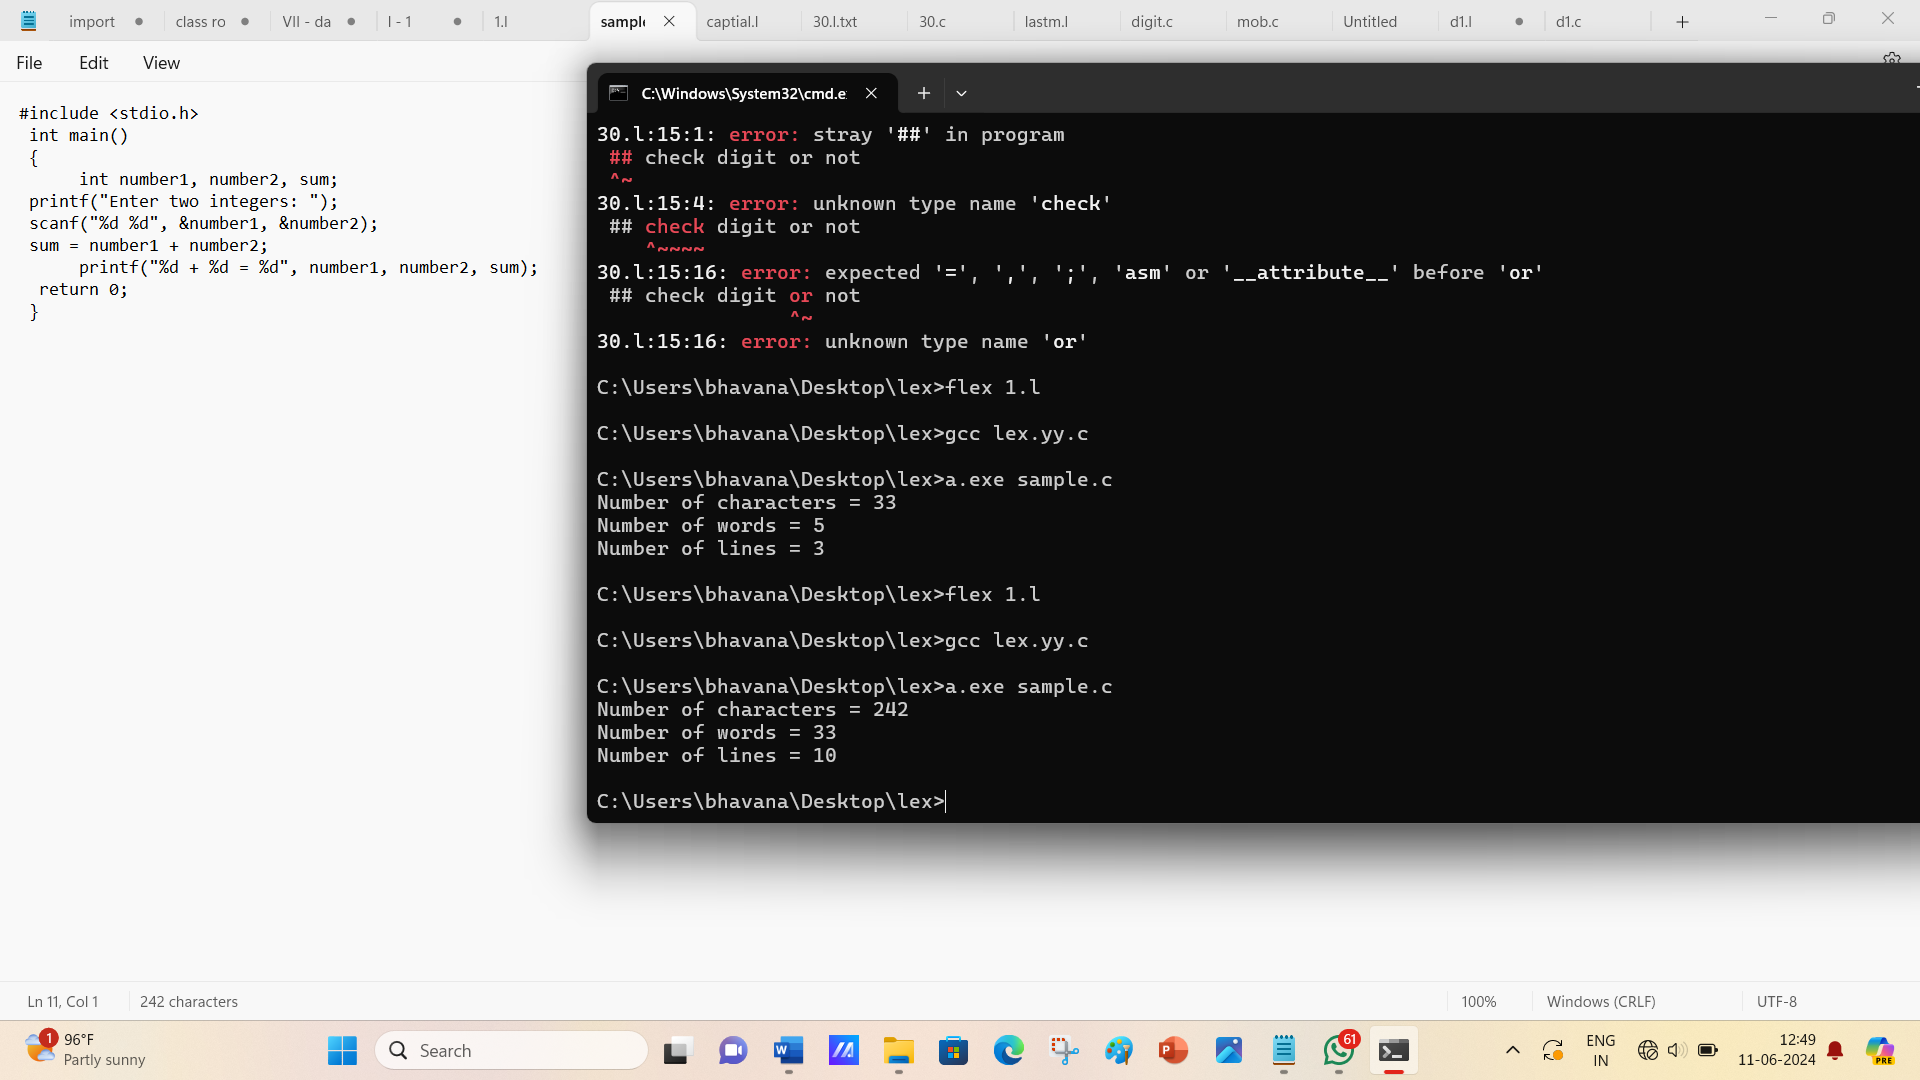 import
class ro
VII - da
l - 1
1.l
sample
captial.l
30.l.txt
30.c
lastm.l
digit.c
mob.c
Untitled
d1.l
d1.c
File Edit View
#include <stdio.h>
int main()
{
int number1, number2, sum;
printf("Enter two integers: ");
scanf("%d %d", &number1, &number2);
sum = number1 + number2;
printf("%d + %d = %d", number1, number2, sum);
return 0;
}
C:\Windows\System32\cmd.e
30.l:15:1: error: stray '##' in program
## check digit or not
^~
30.l:15:4: error: unknown type name 'check'
## check digit or not
^~~~~
30.l:15:16: error: expected '=', ',', ';', 'asm' or '__attribute__' before 'or'
## check digit or not
^~
30.l:15:16: error: unknown type name 'or'
C:\Users\bhavana\Desktop\lex>flex 1.l
C:\Users\bhavana\Desktop\lex>gcc lex.yy.c
C:\Users\bhavana\Desktop\lex>a.exe sample.c
Number of characters = 33
Number of words = 5
Number of lines = 3
C:\Users\bhavana\Desktop\lex>flex 1.l
C:\Users\bhavana\Desktop\lex>gcc lex.yy.c
C:\Users\bhavana\Desktop\lex>a.exe sample.c
Number of characters = 242
Number of words = 33
Number of lines = 10
C:\Users\bhavana\Desktop\lex>
Ln 11, Col 1
242 characters
100%
Windows (CRLF)
UTF-8
1
96°F
Partly sunny
Search
W
P
61
ENG
IN
12:49
11-06-2024
PRE